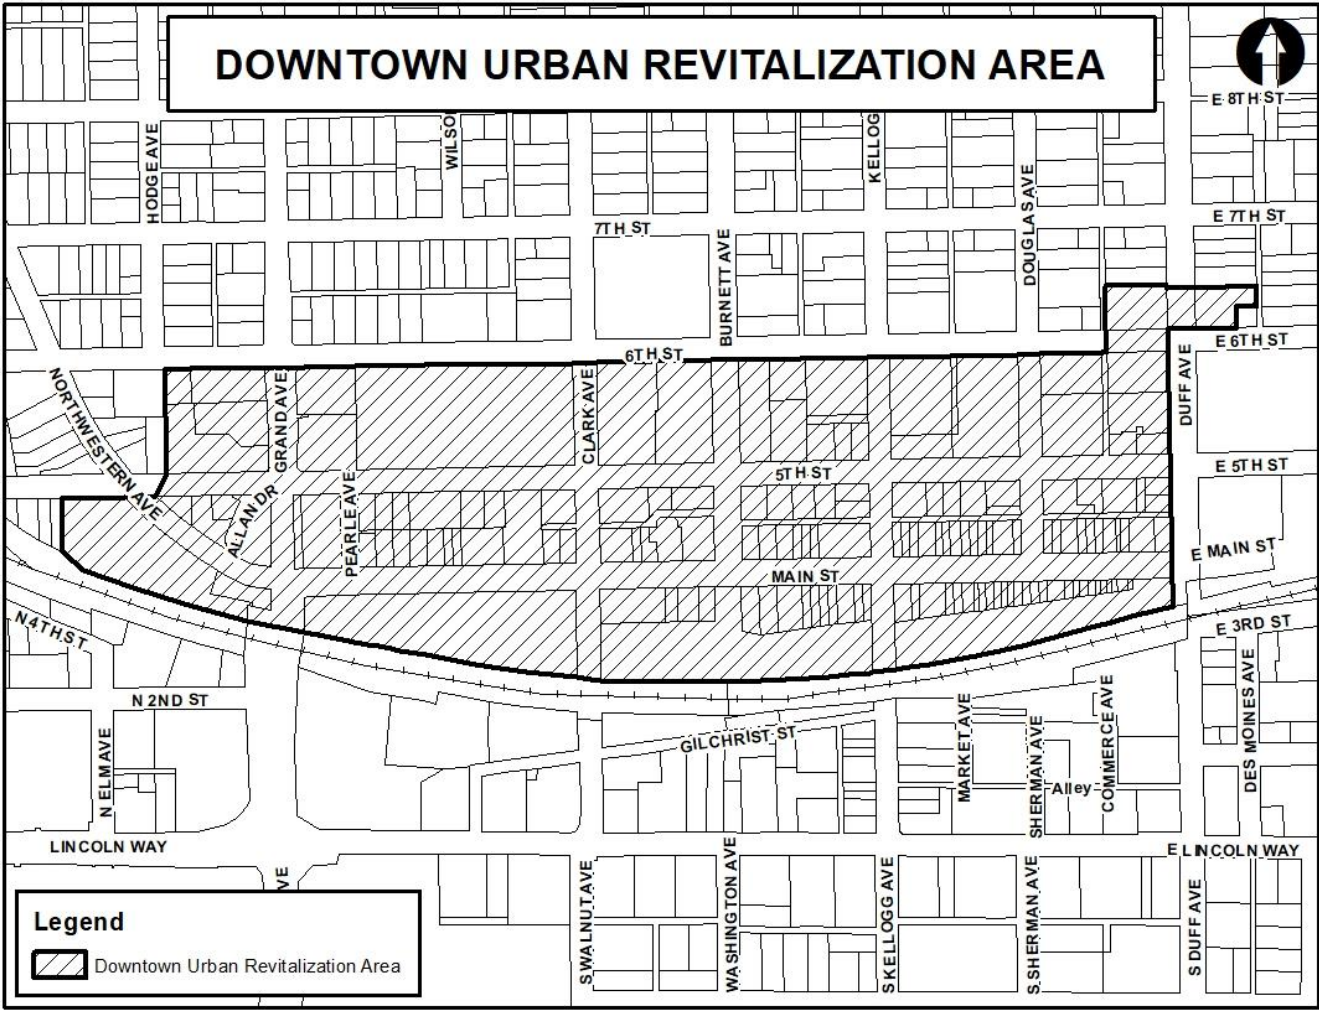 DOWNTOWN URBAN REVITALIZATION AREA
E 8TH ST
HODGE AVE
WILSO
KELLOG
DOUGLAS AVE
E 7TH ST
7TH ST
BURNETT AVE
6TH ST
E 6TH ST
NORTHWESTERN AVE
GRAND AVE
CLARK AVE
DUFF AVE
5TH ST
E 5TH ST
ALLAN DR
PEARLE AVE
MAIN ST
E MAIN ST
N 4TH ST
E 3RD ST
N 2ND ST
GILCHRIST ST
N ELM AVE
MARKET AVE
SHERMAN AVE
COMMERCE AVE
DES MOINES AVE
Alley
LINCOLN WAY
E LINCOLN WAY
VE
S WALNUT AVE
WASHINGTON AVE
S KELLOGG AVE
S SHERMAN AVE
S DUFF AVE
Legend
Downtown Urban Revitalization Area